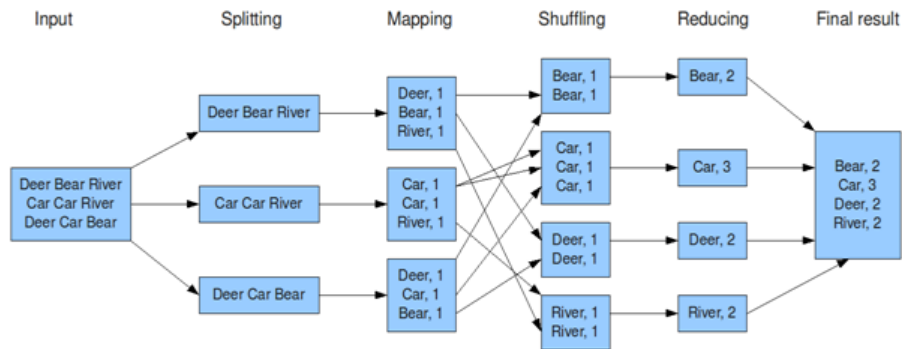 Input
Splitting
Mapping
Shuffling
Reducing
Final result
Deer Bear River
Car Car River
Deer Car Bear
Deer Bear River
Car Car River
Deer Car Bear
Deer, 1
Bear, 1
River, 1
Car, 1
Car, 1
River, 1
Deer, 1
Car, 1
Bear, 1
Bear, 1
Bear, 1
Car, 1
Car, 1
Car, 1
Deer, 1
Deer, 1
River, 1
River, 1
Bear, 2
Car, 3
Deer, 2
River, 2
Bear, 2
Car, 3
Deer, 2
River, 2